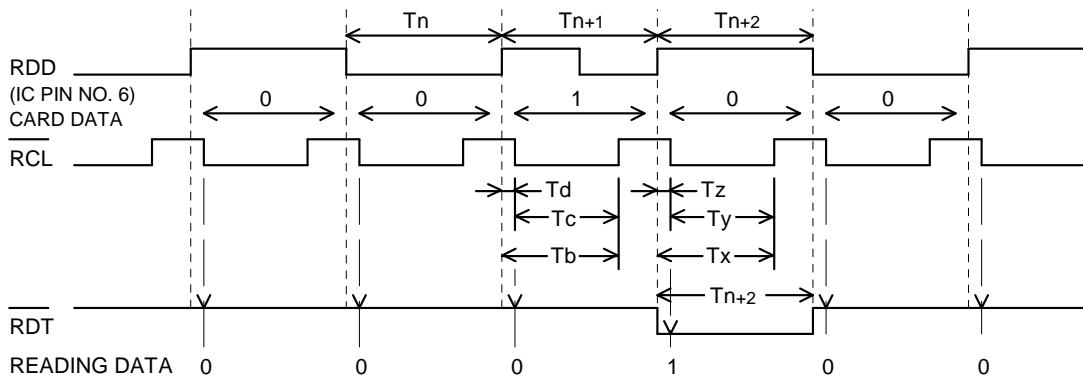 Tn Tn+1 Tn+2
RDD
(IC PIN NO. 6)
CARD DATA
0 0 1 0 0
RCL
Td Tz
Tc Ty
Tb Tx
Tn+2
RDT
READING DATA 0 0 0 1 0 0